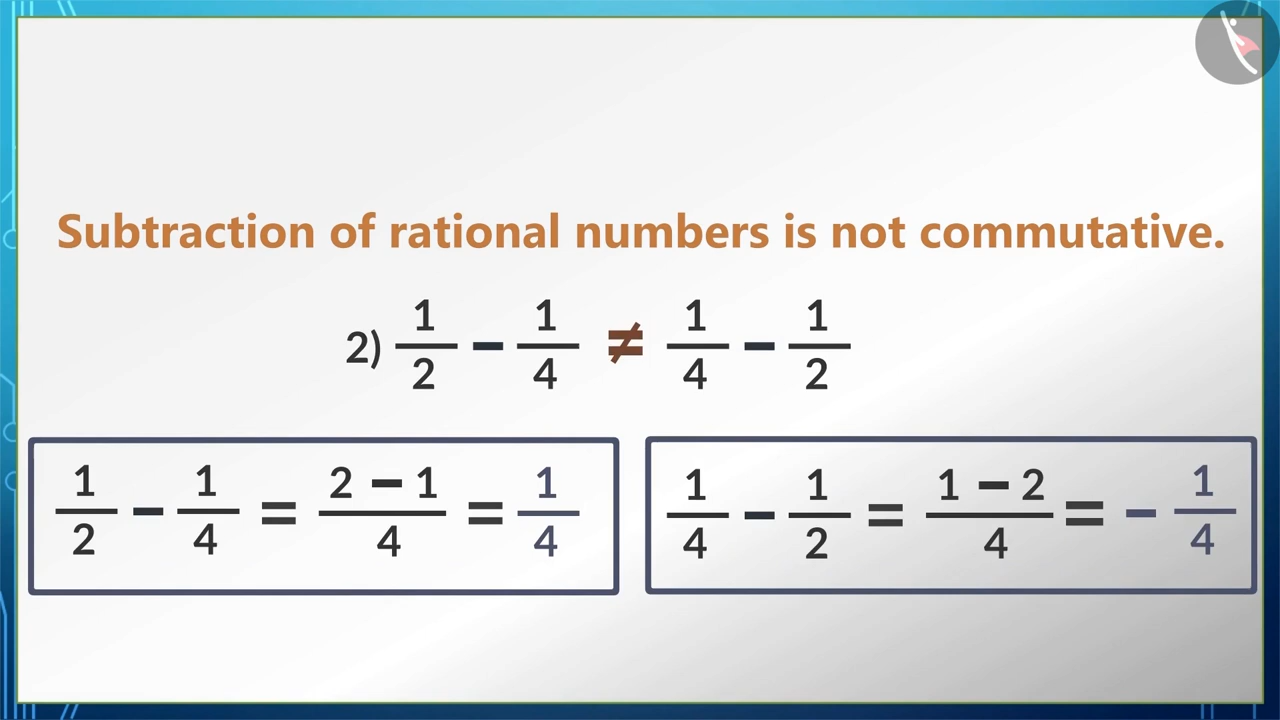 Subtraction of rational numbers is not commutative.
2) 1/2 − 1/4 ≠ 1/4 − 1/2
1/2 − 1/4 = (2 − 1)/4 = 1/4
1/4 − 1/2 = (1 − 2)/4 = − 1/4